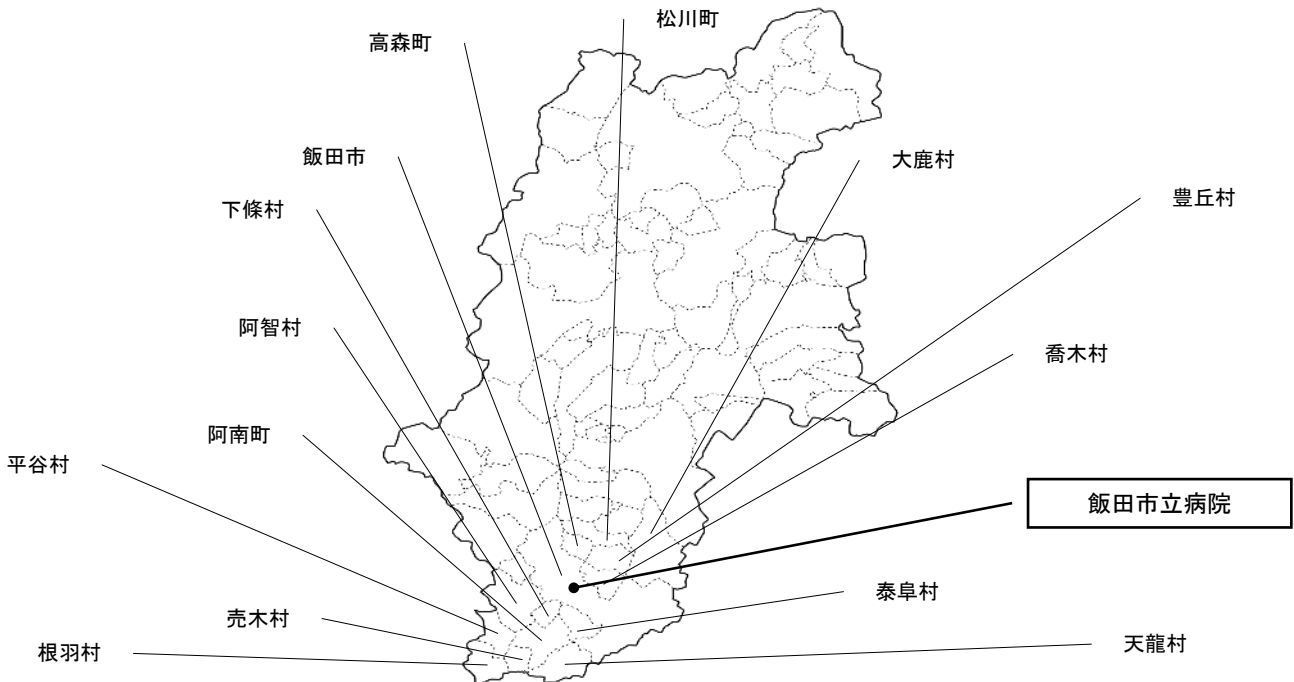 松川町
高森町
飯田市
大鹿村
豊丘村
下條村
阿智村
喬木村
阿南町
平谷村
飯田市立病院
泰阜村
売木村
天龍村
根羽村